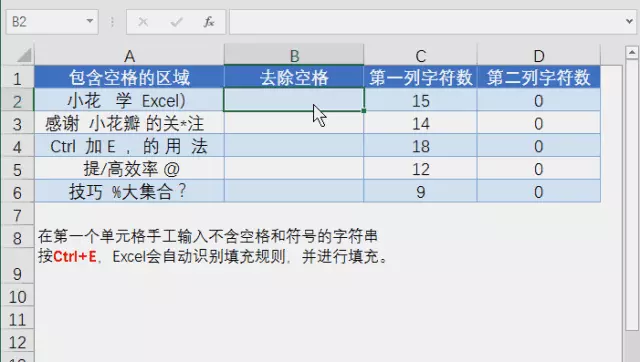 B2
fx
A B C D
1 包含空格的区域 去除空格 第一列字符数 第二列字符数
2 小花 学 Excel） 15 0
3 感谢 小花瓣 的关*注 14 0
4 Ctrl 加 E ，的 用 法 18 0
5 提/高效率 @ 12 0
6 技巧 %大集合？ 9 0
7
8 在第一个单元格手工输入不含空格和符号的字符串
9 按Ctrl+E，Excel会自动识别填充规则，并进行填充。
10
11
12